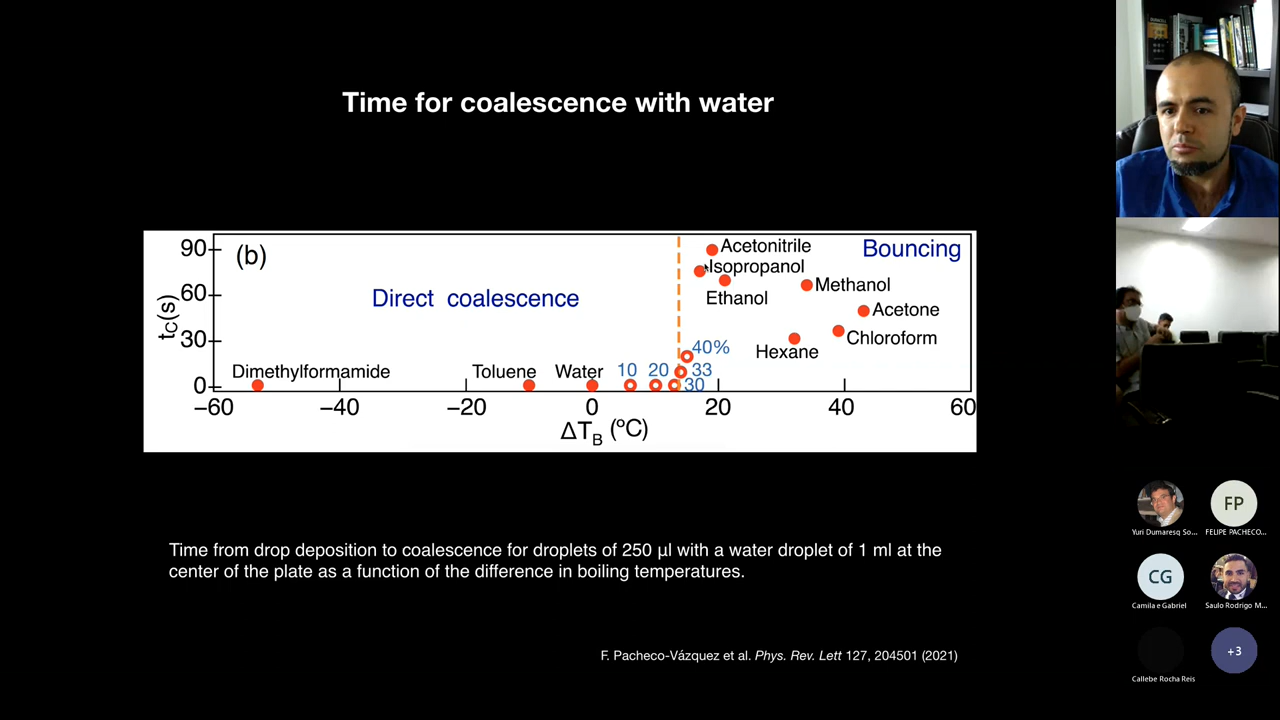 Time for coalescence with water
(b)
90
60
30
0
tC(s)
Direct coalescence
Bouncing
Acetonitrile
Isopropanol
Ethanol
Methanol
Acetone
Chloroform
Hexane
40%
33
30
20
10
Dimethylformamide
Toluene
Water
−60
−40
−20
0
20
40
60
ΔTB (ºC)
Time from drop deposition to coalescence for droplets of 250 µl with a water droplet of 1 ml at the
center of the plate as a function of the difference in boiling temperatures.
F. Pacheco-Vázquez et al. Phys. Rev. Lett 127, 204501 (2021)
Yuri Dumaresq So...
FP
FELIPE PACHECO...
CG
Camila e Gabriel
Saulo Rodrigo M...
Callebe Rocha Reis
+3